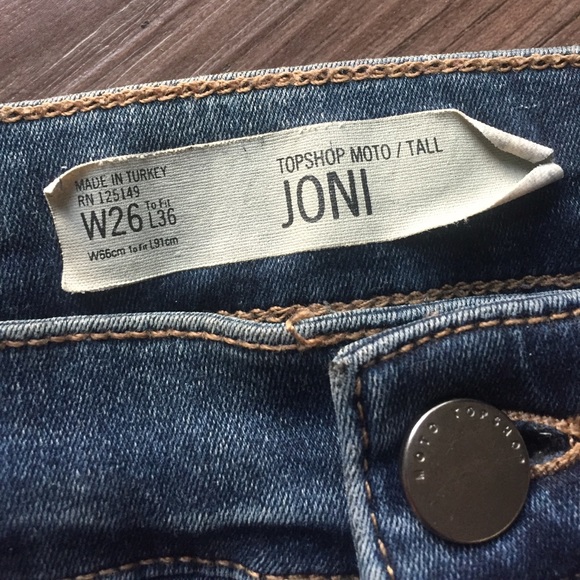 MADE IN TURKEY
RN 125149
W26 To Fit L36
W66cm To Fit L91cm
TOPSHOP MOTO / TALL
JONI
MOTO TOPSHOP